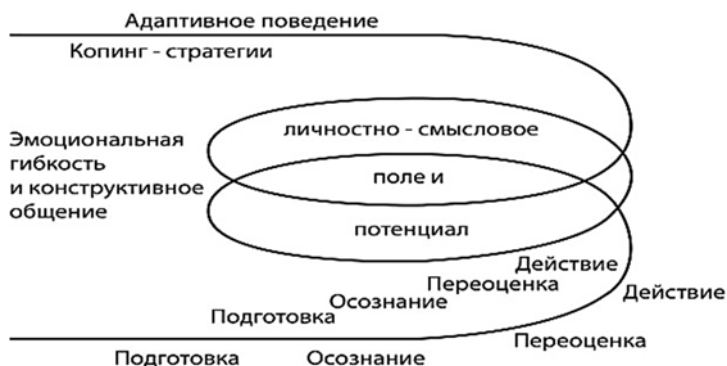 Адаптивное поведение
Копинг - стратегии
Эмоциональная
гибкость
и конструктивное
общение
личностно - смысловое
поле и
потенциал
Действие
Переоценка
Осознание
Подготовка
Действие
Переоценка
Подготовка
Осознание